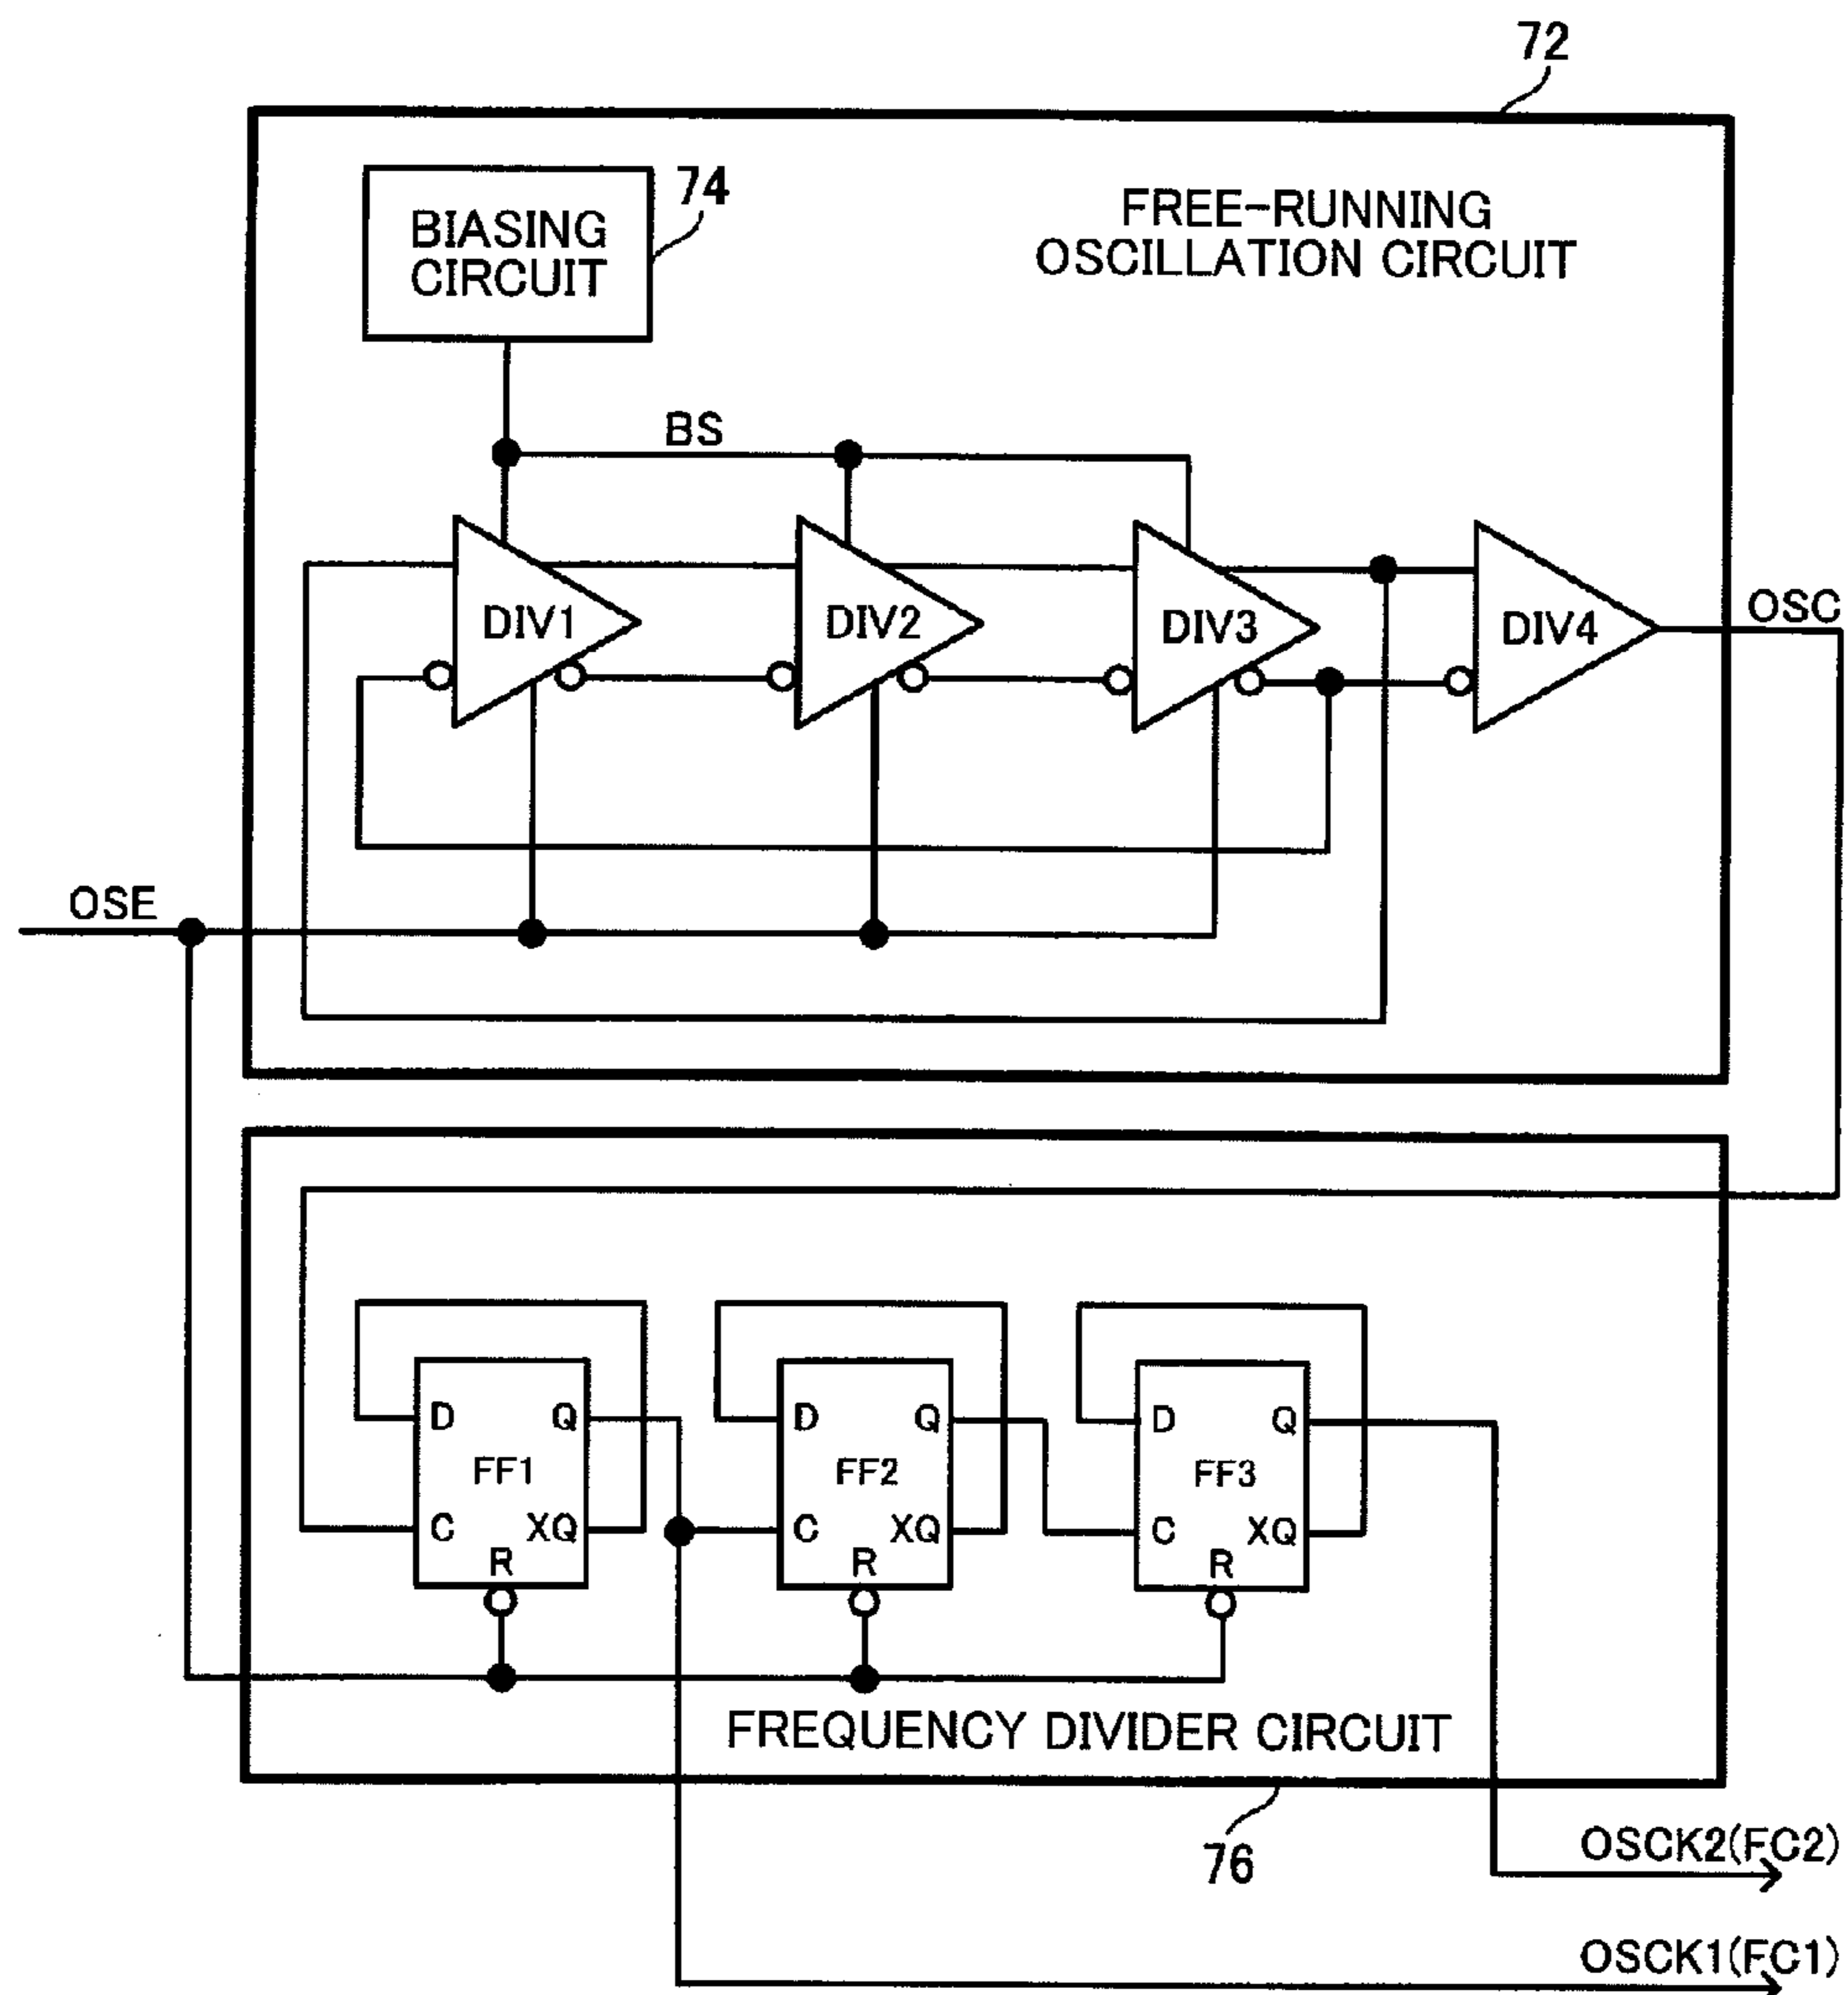 72
74
BIASING
CIRCUIT
FREE-RUNNING
OSCILLATION CIRCUIT
BS
DIV1
DIV2
DIV3
DIV4
OSC
OSE
D
Q
FF1
C
XQ
R
D
Q
FF2
C
XQ
R
D
Q
FF3
C
XQ
R
FREQUENCY DIVIDER CIRCUIT
76
OSCK2(FC2)
OSCK1(FC1)